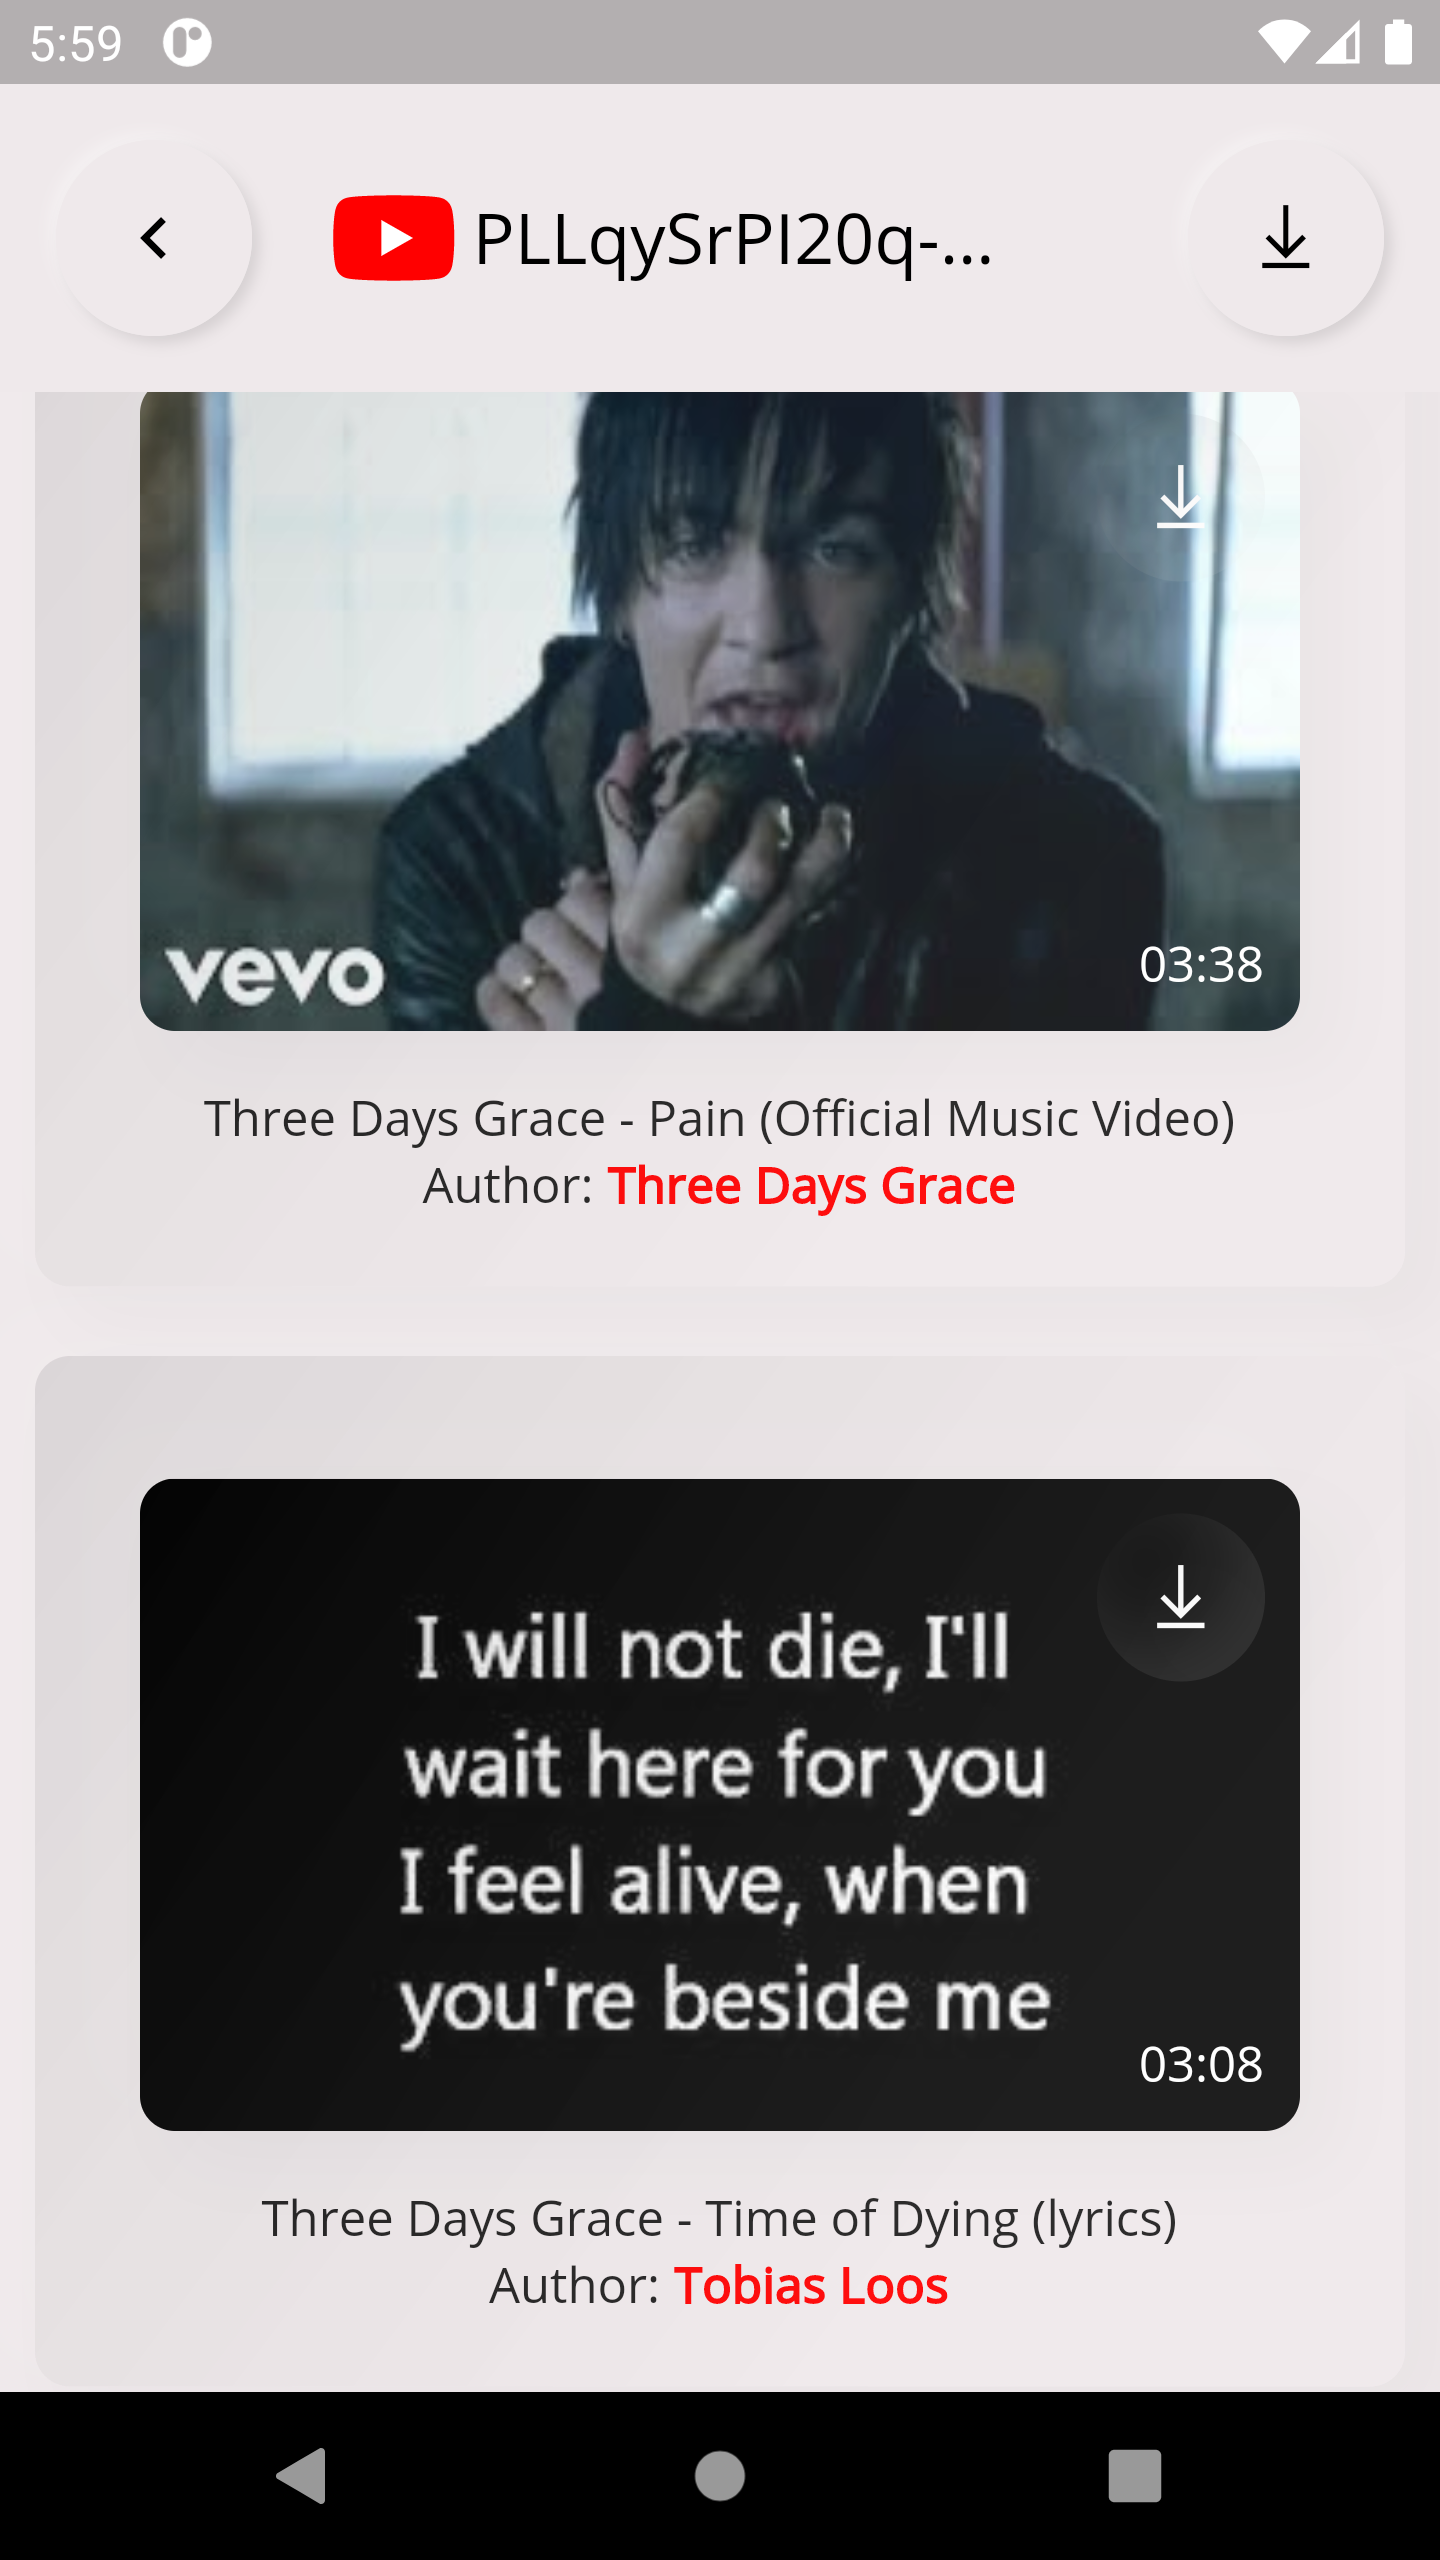 5:59
PLLqySrPI20q-...
vevo
03:38
Three Days Grace - Pain (Official Music Video)
Author: Three Days Grace
I will not die, I'll
wait here for you
I feel alive, when
you're beside me
03:08
Three Days Grace - Time of Dying (lyrics)
Author: Tobias Loos